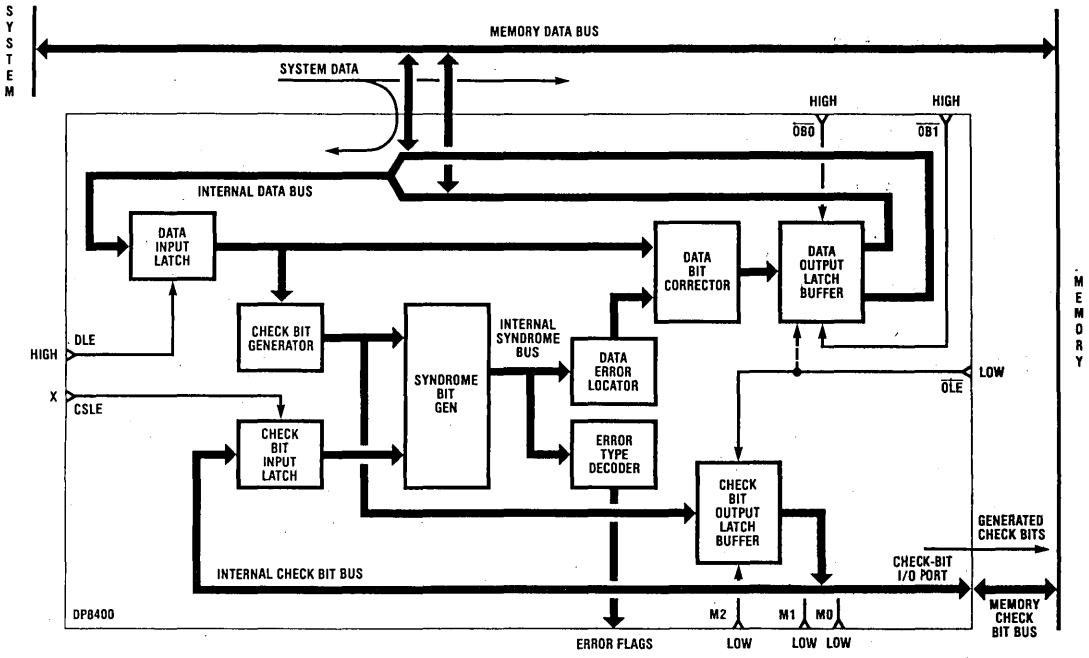 SYSTEM
MEMORY DATA BUS
SYSTEM DATA
HIGH
HIGH
OB0
OB1
INTERNAL DATA BUS
DATA
INPUT
LATCH
DATA
BIT
CORRECTOR
DATA
OUTPUT
LATCH
BUFFER
MEMORY
DLE
HIGH
CHECK BIT
GENERATOR
INTERNAL
SYNDROME
BUS
SYNDROME
BIT
GEN
DATA
ERROR
LOCATOR
LOW
OLE
X
CSLE
CHECK
BIT
INPUT
LATCH
ERROR
TYPE
DECODER
CHECK
BIT
OUTPUT
LATCH
BUFFER
GENERATED
CHECK BITS
CHECK-BIT
I/O PORT
INTERNAL CHECK BIT BUS
DP8400
M2
M1
M0
MEMORY
CHECK
BIT BUS
ERROR FLAGS
LOW
LOW
LOW